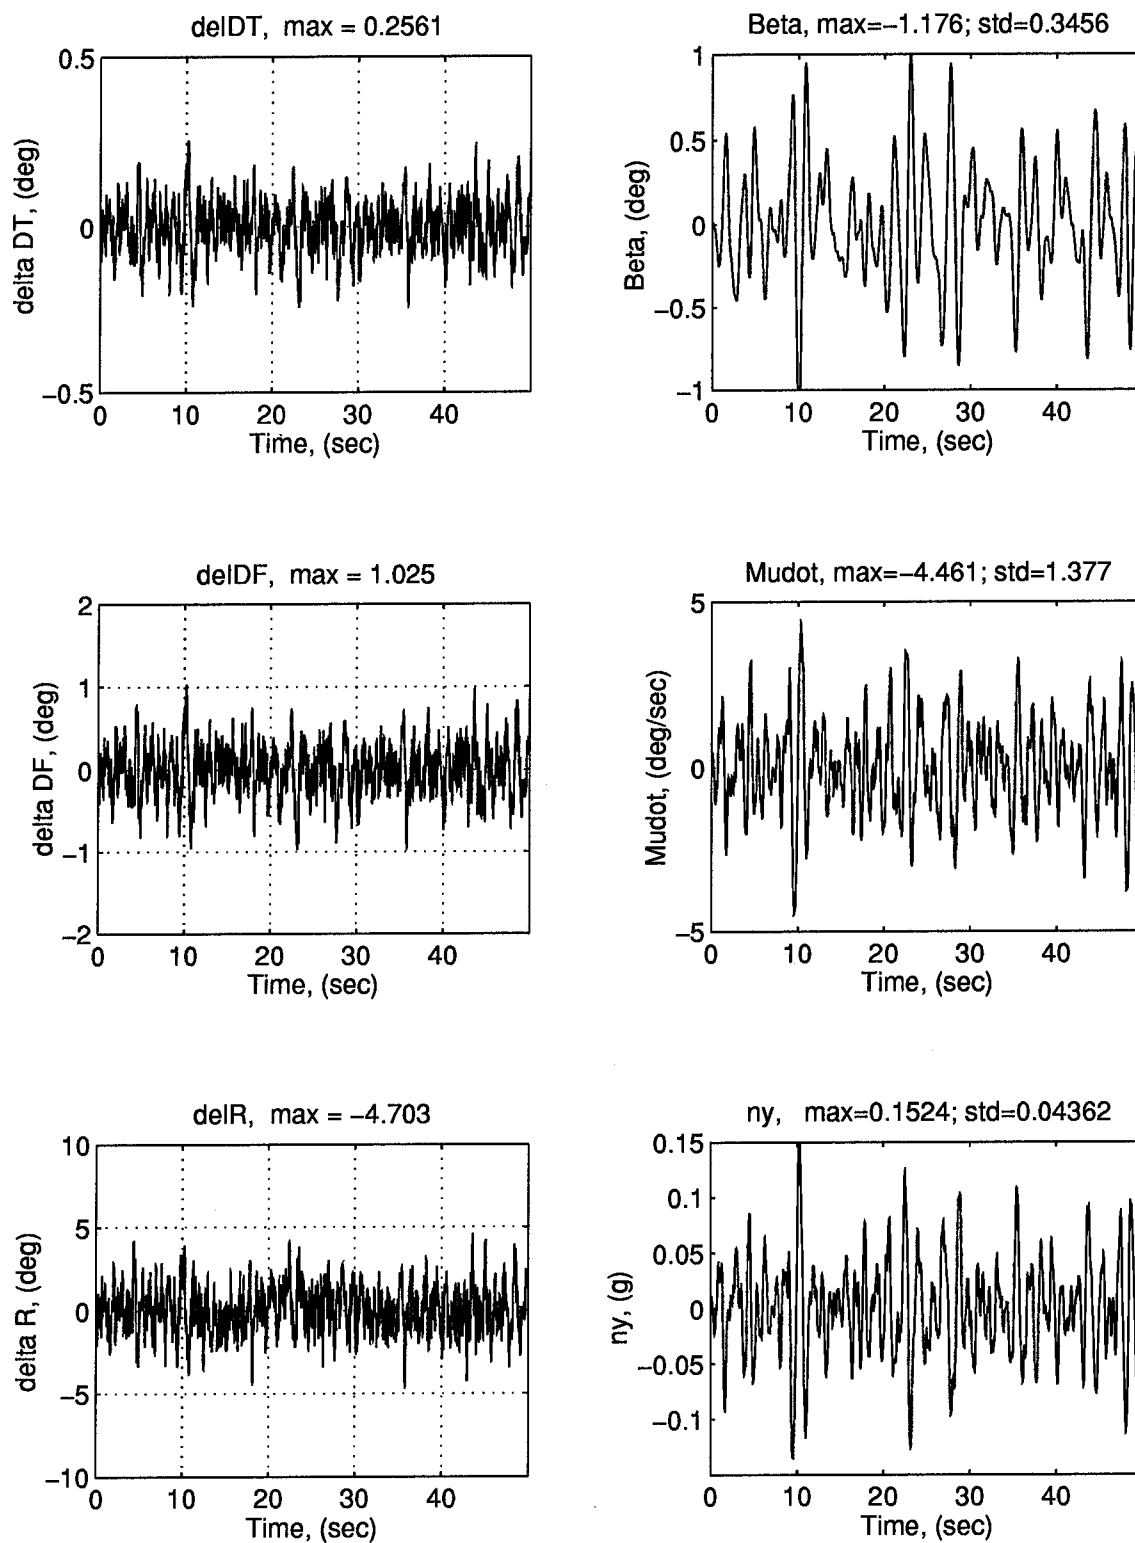 delDT, max = 0.2561
0.5
0
−0.5
delta DT, (deg)
0 10 20 30 40
Time, (sec)
Beta, max=−1.176; std=0.3456
1
0.5
0
−0.5
−1
Beta, (deg)
0 10 20 30 40
Time, (sec)
delDF, max = 1.025
2
1
0
−1
−2
delta DF, (deg)
0 10 20 30 40
Time, (sec)
Mudot, max=−4.461; std=1.377
5
0
−5
Mudot, (deg/sec)
0 10 20 30 40
Time, (sec)
delR, max = −4.703
10
5
0
−5
−10
delta R, (deg)
0 10 20 30 40
Time, (sec)
ny, max=0.1524; std=0.04362
0.15
0.1
0.05
0
−0.05
−0.1
ny, (g)
0 10 20 30 40
Time, (sec)